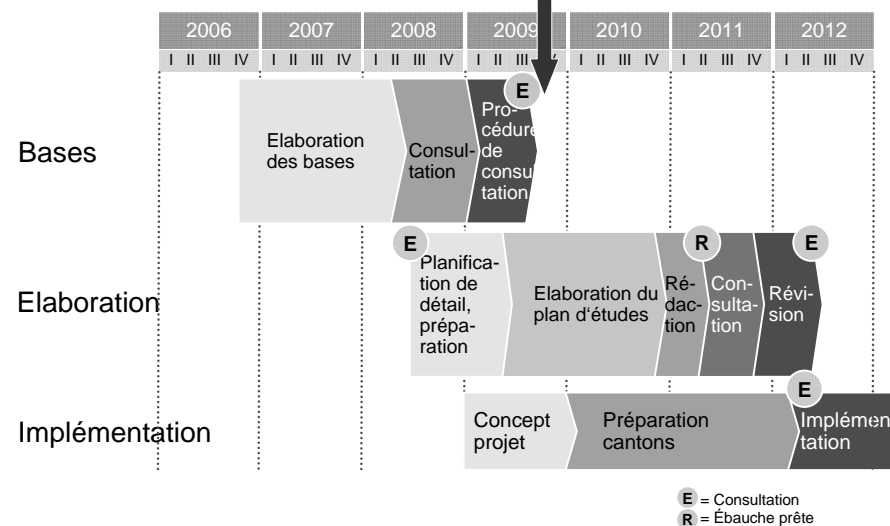 2006 2007 2008 2009 2010 2011 2012
I II III IV I II III IV I II III IV I II III IV I II III IV I II III IV I II III IV
Bases
Elaboration
des bases
Consul-
tation
E
Pro-
cédure
de
consul
tation
Elaboration
E
Planifica-
tion de
détail,
prépa-
ration
Elaboration du
plan d'études
Ré-
dac-
tion
R
Con-
sulta-
tion
E
Révi-
sion
Implémentation
Concept
projet
Préparation
cantons
E
Implémen
tation
E = Consultation
R = Ébauche prête